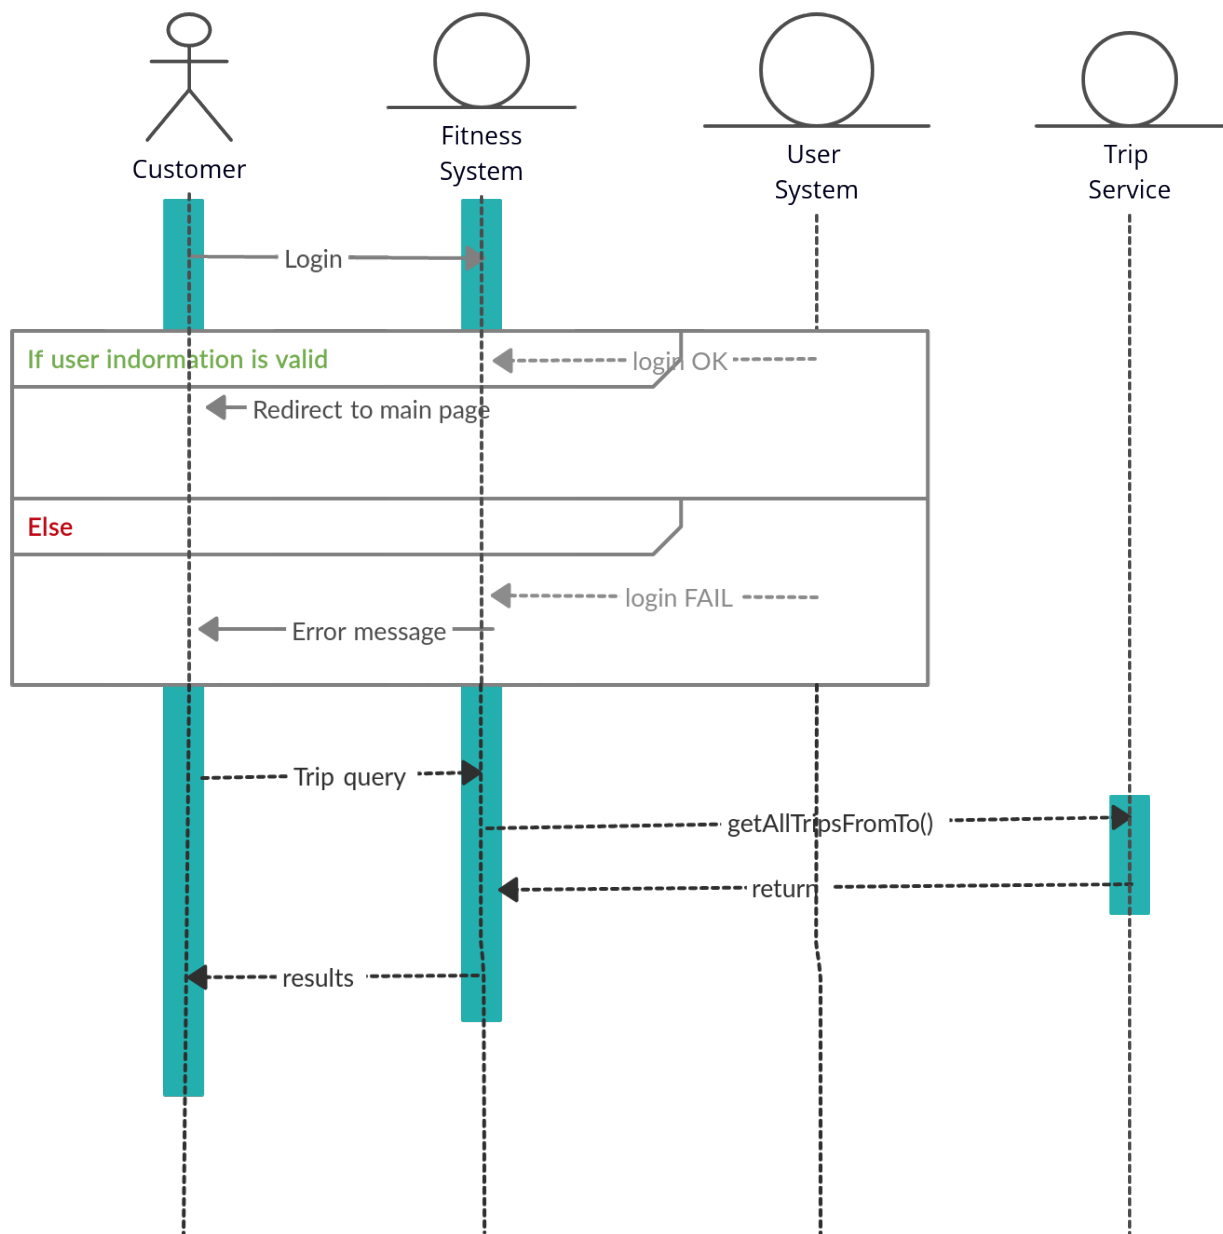 Customer
Fitness
System
User
System
Trip
Service
Login
If user indormation is valid
login OK
Redirect to main page
Else
login FAIL
Error message
Trip query
getAllTripsFromTo()
return
results